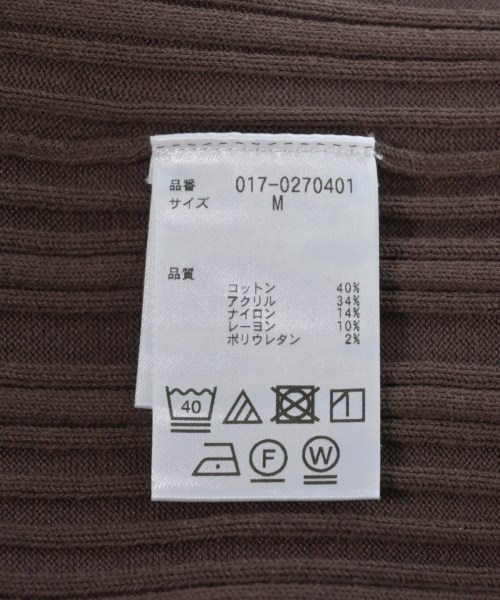 品番 017-0270401
サイズ M
品質
コットン 40%
アクリル 34%
ナイロン 14%
レーヨン 10%
ポリウレタン 2%
40
F W